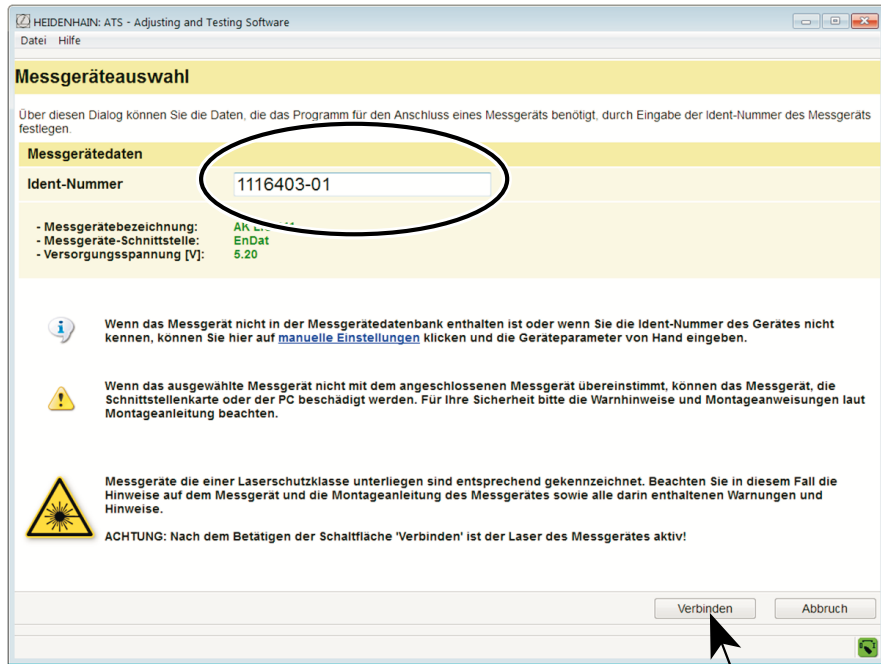 HEIDENHAIN: ATS - Adjusting and Testing Software
Datei Hilfe
Messgeräteauswahl
Über diesen Dialog können Sie die Daten, die das Programm für den Anschluss eines Messgeräts benötigt, durch Eingabe der Ident-Nummer des Messgeräts
festlegen.
Messgerätedaten
Ident-Nummer 1116403-01
- Messgerätebezeichnung: AK
- Messgeräte-Schnittstelle: EnDat
- Versorgungsspannung [V]: 5.20
Wenn das Messgerät nicht in der Messgerätedatenbank enthalten ist oder wenn Sie die Ident-Nummer des Gerätes nicht
kennen, können Sie hier auf manuelle Einstellungen klicken und die Geräteparameter von Hand eingeben.
Wenn das ausgewählte Messgerät nicht mit dem angeschlossenen Messgerät übereinstimmt, können das Messgerät, die
Schnittstellenkarte oder der PC beschädigt werden. Für Ihre Sicherheit bitte die Warnhinweise und Montageanweisungen laut
Montageanleitung beachten.
Messgeräte die einer Laserschutzklasse unterliegen sind entsprechend gekennzeichnet. Beachten Sie in diesem Fall die
Hinweise auf dem Messgerät und die Montageanleitung des Messgerätes sowie alle darin enthaltenen Warnungen und
Hinweise.
ACHTUNG: Nach dem Betätigen der Schaltfläche 'Verbinden' ist der Laser des Messgerätes aktiv!
Verbinden Abbruch